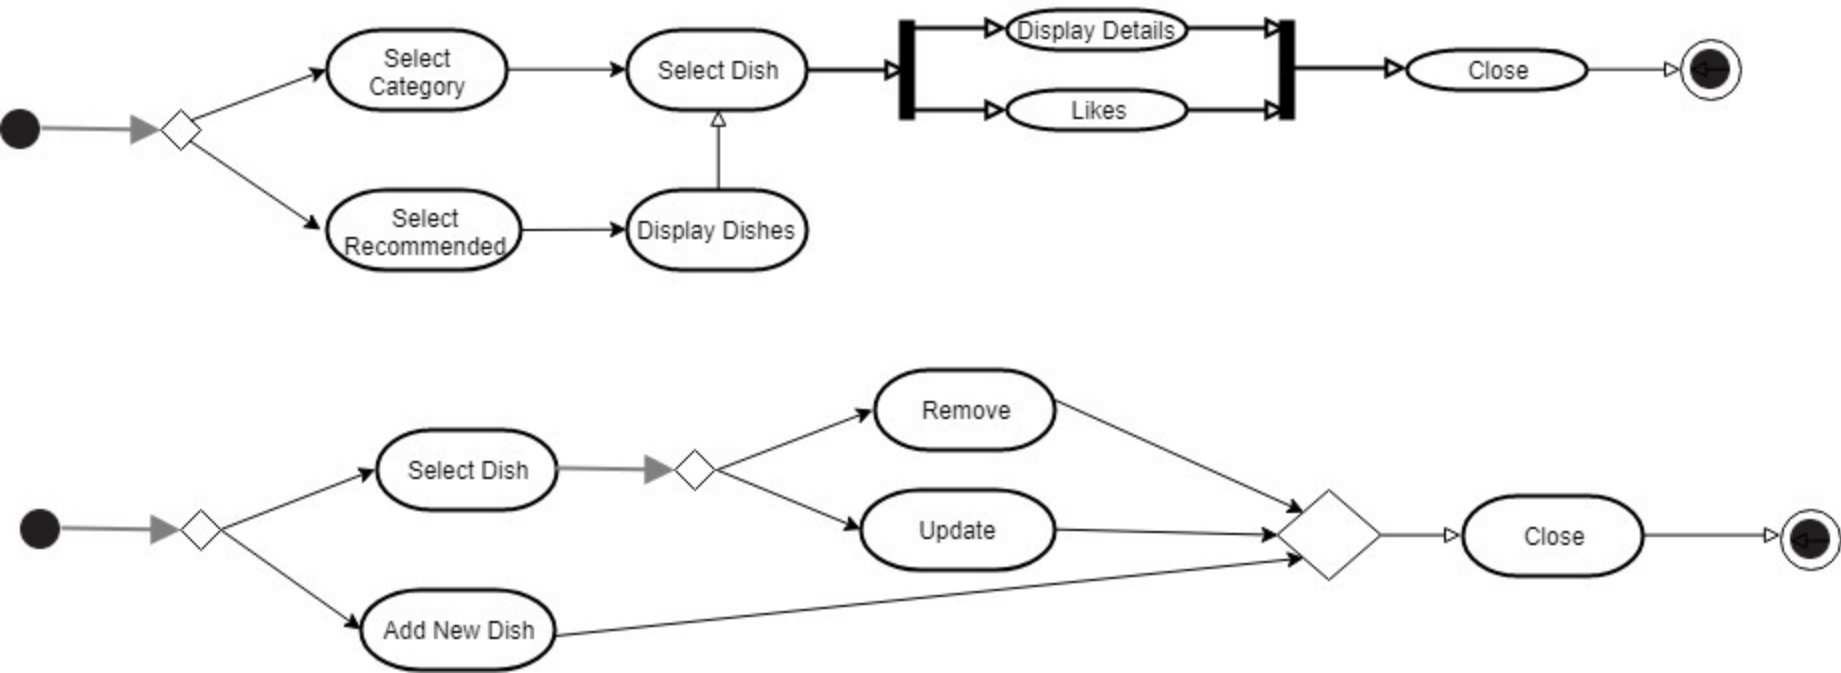 Select
Category
Select Dish
Display Details
Likes
Close
Select
Recommended
Display Dishes
Remove
Select Dish
Update
Close
Add New Dish